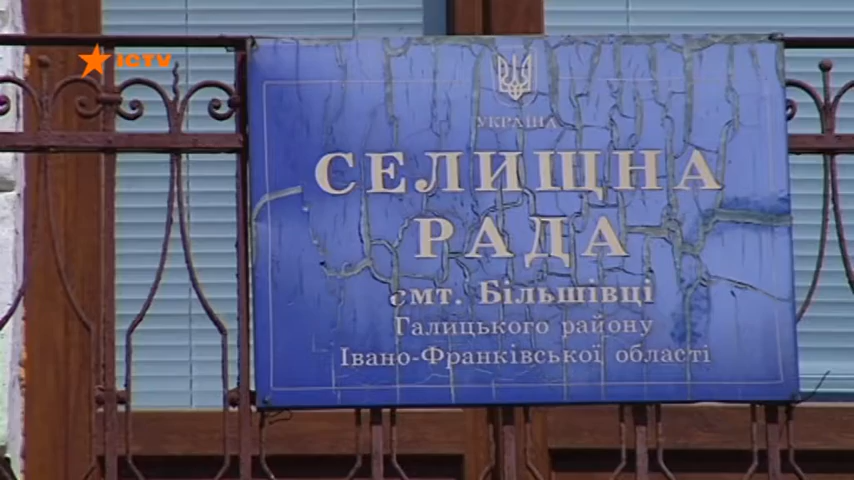 ICTV
УКРАЇНА
СЕЛИЩНА
РАДА
смт. Більшівці
Галицького району
Івано-Франківської області